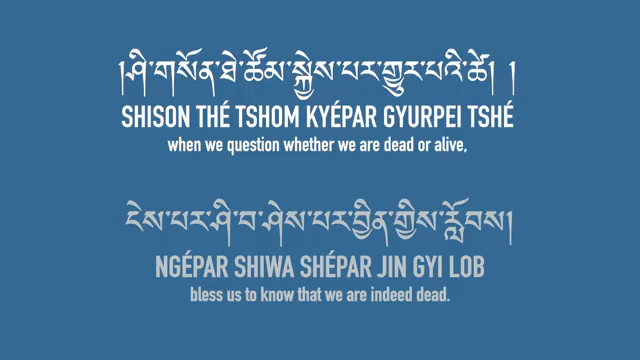 །ཤི་གསོན་ཐེ་ཚོམ་སྐྱེས་པར་གྱུར་པའི་ཚེ། །
SHISON THÉ TSHOM KYÉPAR GYURPEI TSHÉ
when we question whether we are dead or alive,
ངེས་པར་ཤི་བ་ཤེས་པར་བྱིན་གྱིས་རློབས།
NGÉPAR SHIWA SHÉPAR JIN GYI LOB
bless us to know that we are indeed dead.